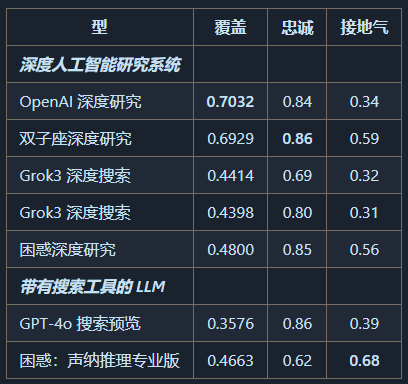 型 覆盖 忠诚 接地气
深度人工智能研究系统
OpenAI 深度研究 0.7032 0.84 0.34
双子座深度研究 0.6929 0.86 0.59
Grok3 深度搜索 0.4414 0.69 0.32
Grok3 深度搜索 0.4398 0.80 0.31
困惑深度研究 0.4800 0.85 0.56
带有搜索工具的 LLM
GPT-4o 搜索预览 0.3576 0.86 0.39
困惑：声纳推理专业版 0.4663 0.62 0.68